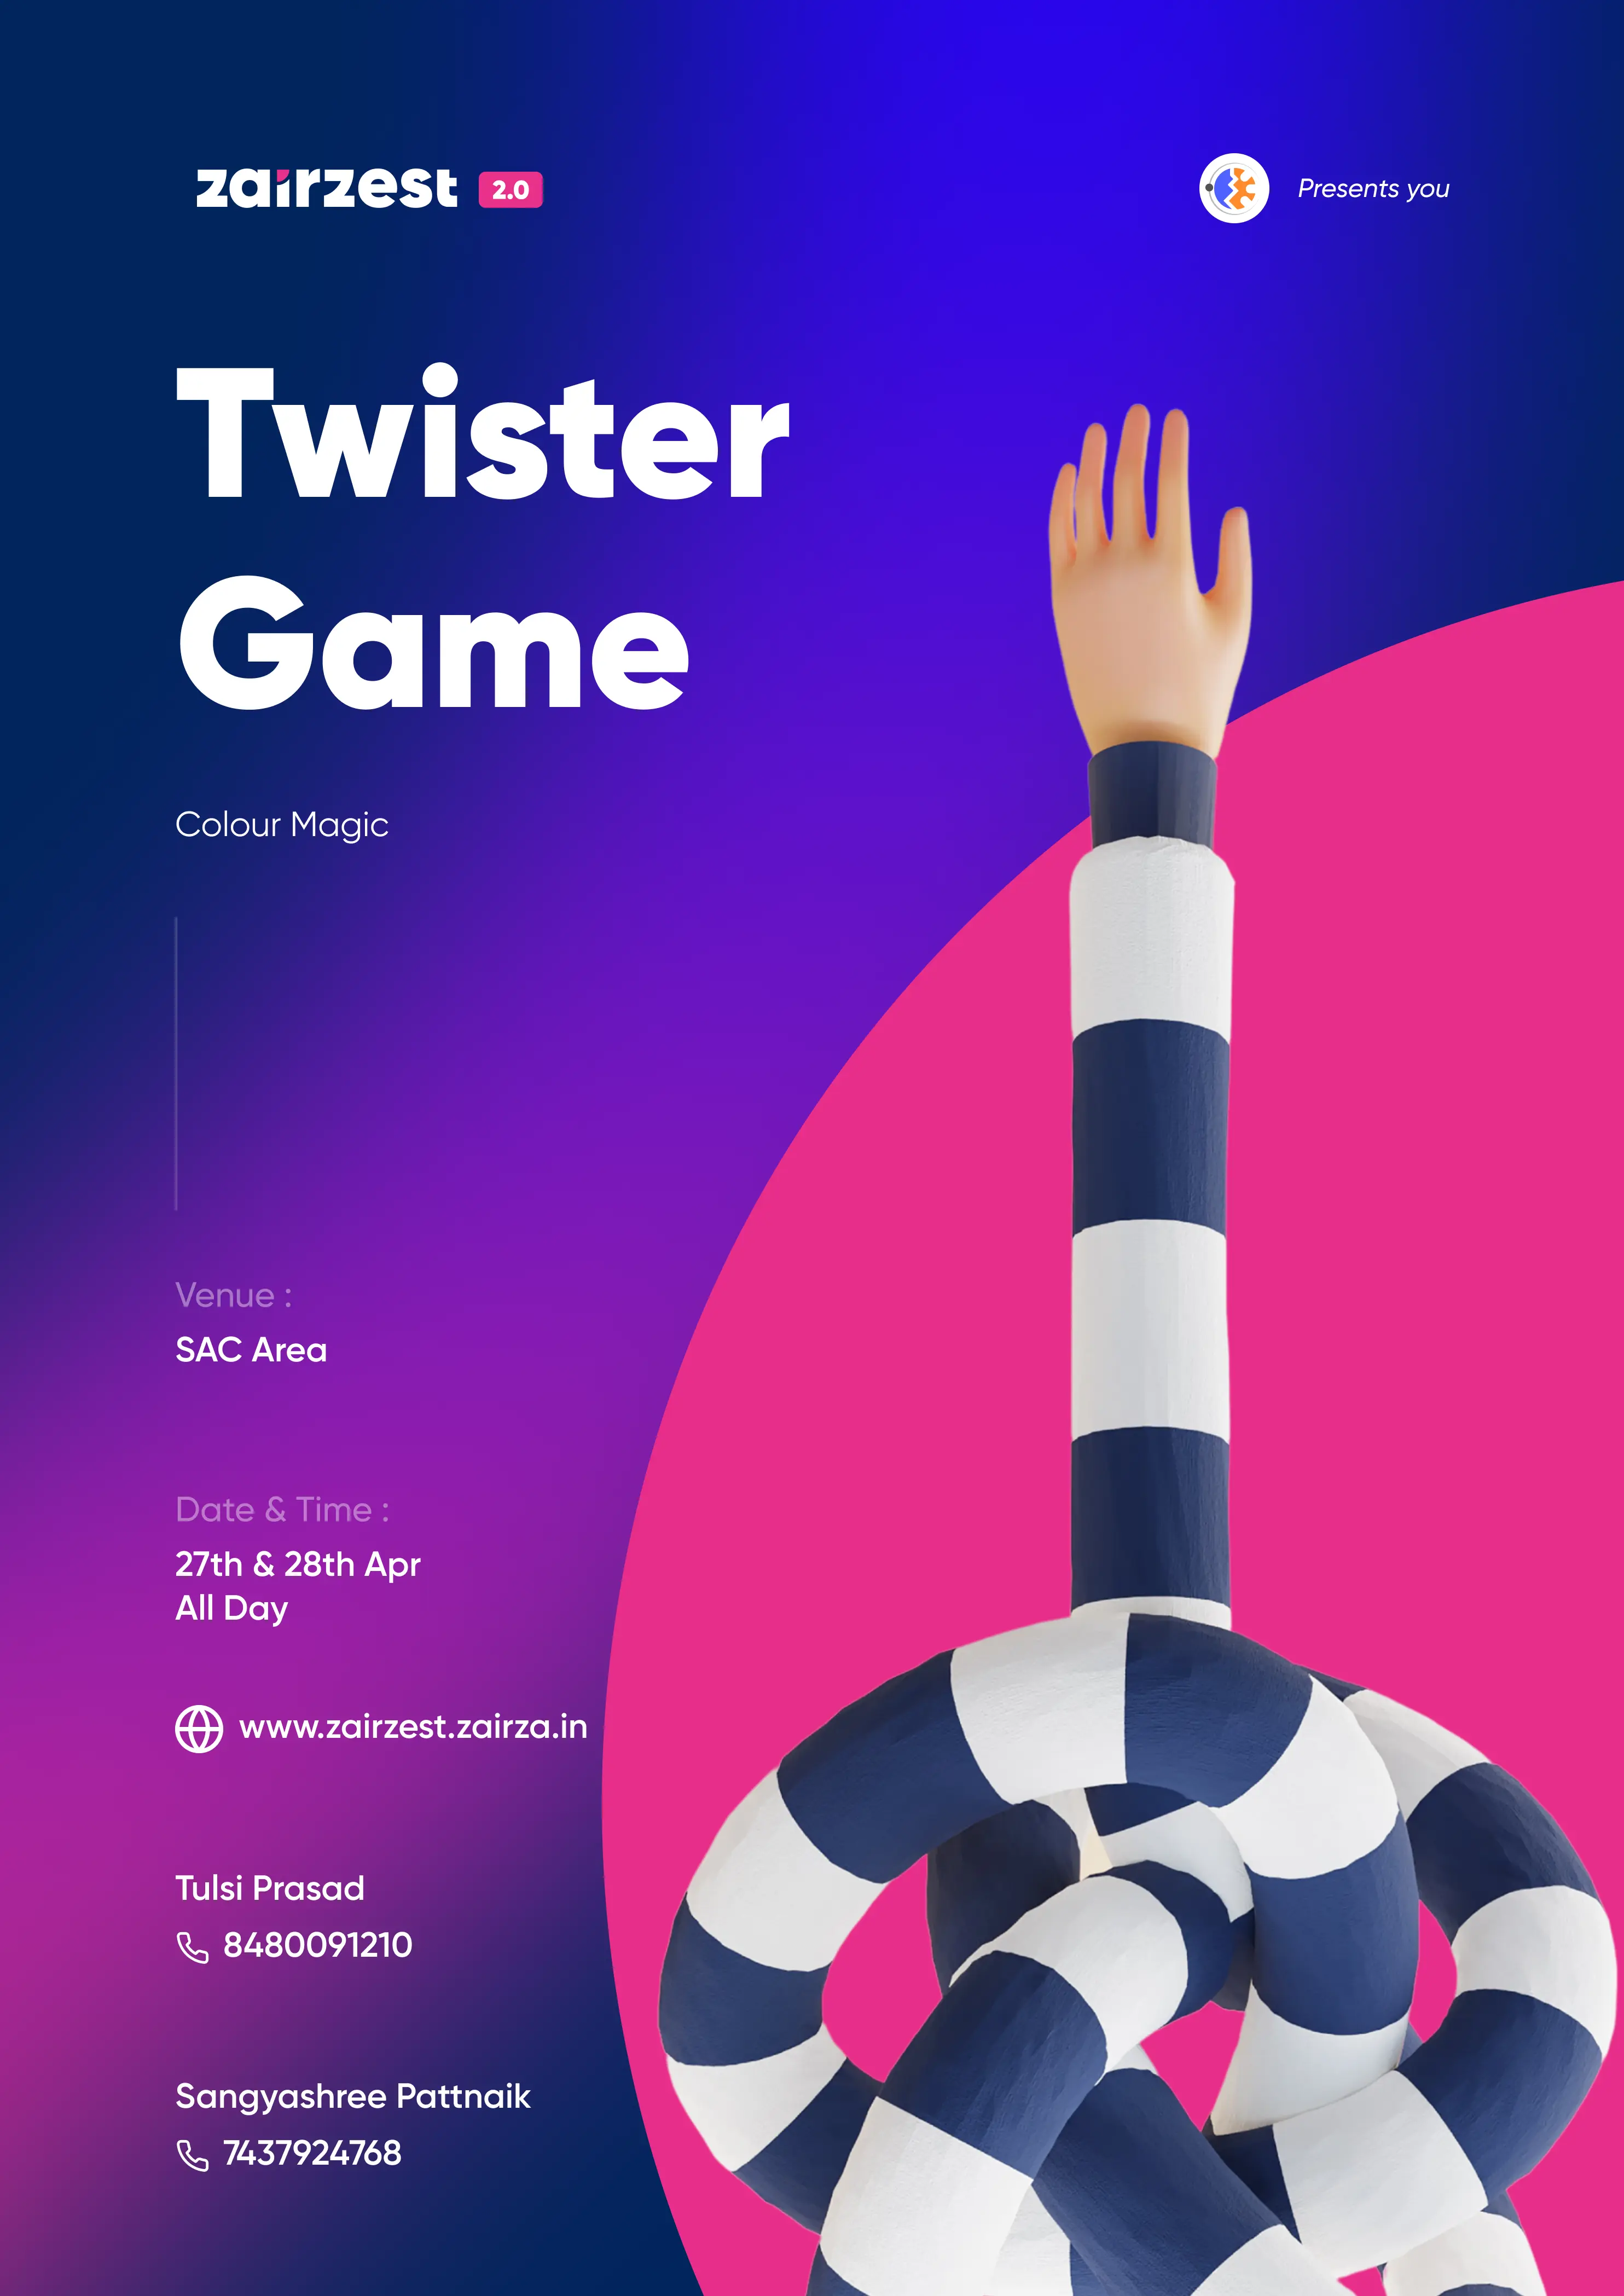 zairzest 2.0
Presents you
Twister
Game
Colour Magic
Venue :
SAC Area
Date & Time :
27th & 28th Apr
All Day
www.zairzest.zairza.in
Tulsi Prasad
8480091210
Sangyashree Pattnaik
7437924768